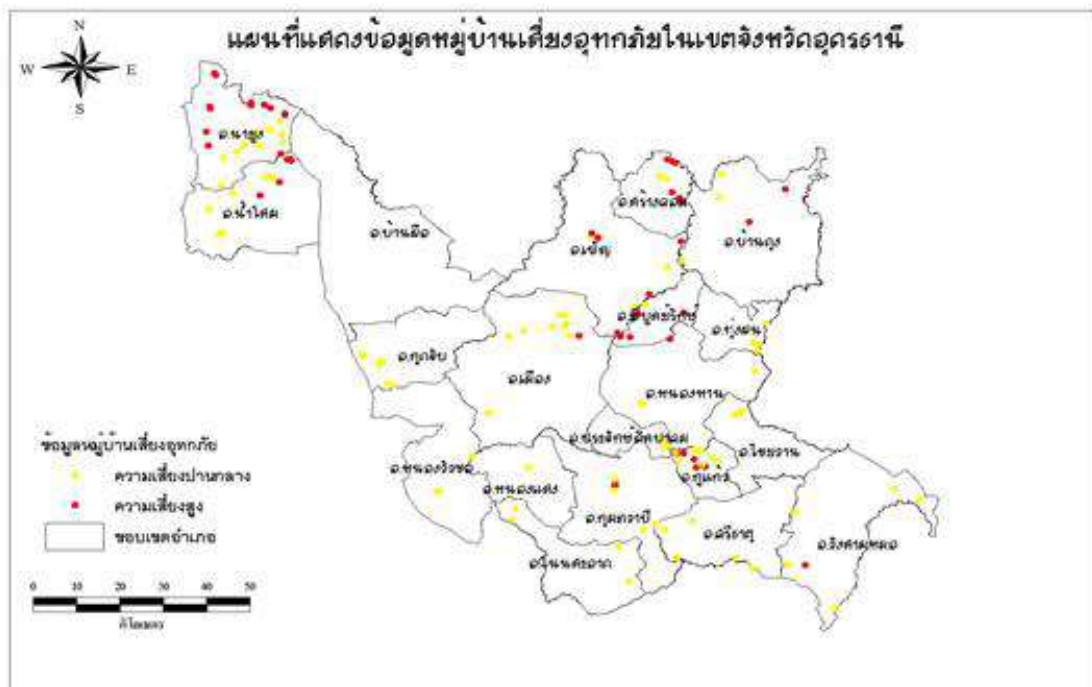 แผนที่แสดงข้อมูลหมู่บ้านเสี่ยงอุทกภัยในเขตจังหวัดอุดรธานี
N
W E
S
อ.นายูง
อ.น้ำโสม
อ.บ้านผือ
อ.สร้างคอม
อ.เพ็ญ
อ.บ้านดุง
อ.พิบูลย์รักษ์
อ.ทุ่งฝน
อ.กุดจับ
อ.เมือง
อ.หนองหาน
อ.ประจักษ์ศิลปาคม
อ.ไชยวาน
อ.กู่แก้ว
อ.หนองวัวซอ
อ.หนองแสง
อ.กุมภวาปี
อ.ศรีธาตุ
อ.วังสามหมอ
อ.โนนสะอาด
ข้อมูลหมู่บ้านเสี่ยงอุทกภัย
ความเสี่ยงปานกลาง
ความเสี่ยงสูง
ขอบเขตอำเภอ
0 10 20 30 40 50
กิโลเมตร